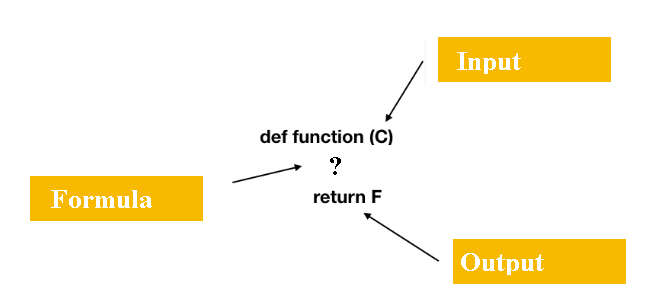 Input
def function (C)
?
Formula
return F
Output